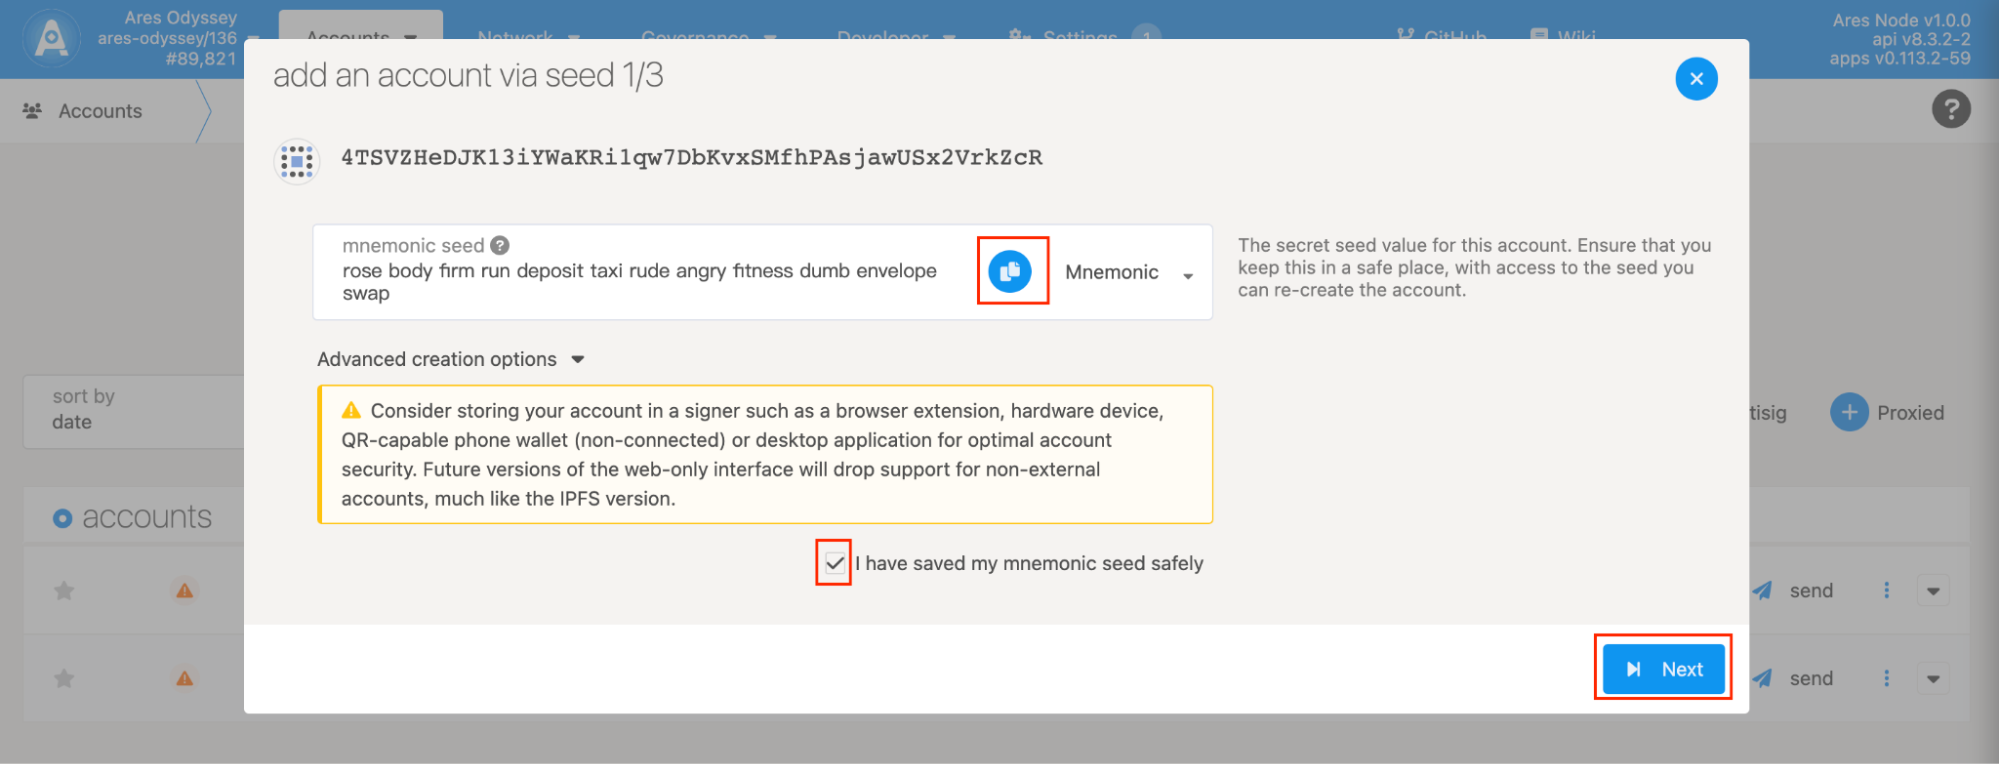 Ares Odyssey
ares-odyssey/136
#89,821
Accounts
Network
Governance
Developer
Settings
1
GitHub
Wiki
Ares Node v1.0.0
api v8.3.2-2
apps v0.113.2-59
Accounts
add an account via seed 1/3
4TSVZHeDJK13iYWaKRi1qw7DbKvxSMfhPAsjawUSx2VrkZcR
mnemonic seed
rose body firm run deposit taxi rude angry fitness dumb envelope
swap
Mnemonic
The secret seed value for this account. Ensure that you
keep this in a safe place, with access to the seed you
can re-create the account.
Advanced creation options
Consider storing your account in a signer such as a browser extension, hardware device,
QR-capable phone wallet (non-connected) or desktop application for optimal account
security. Future versions of the web-only interface will drop support for non-external
accounts, much like the IPFS version.
I have saved my mnemonic seed safely
Next
sort by
date
tisig
Proxied
accounts
send
send